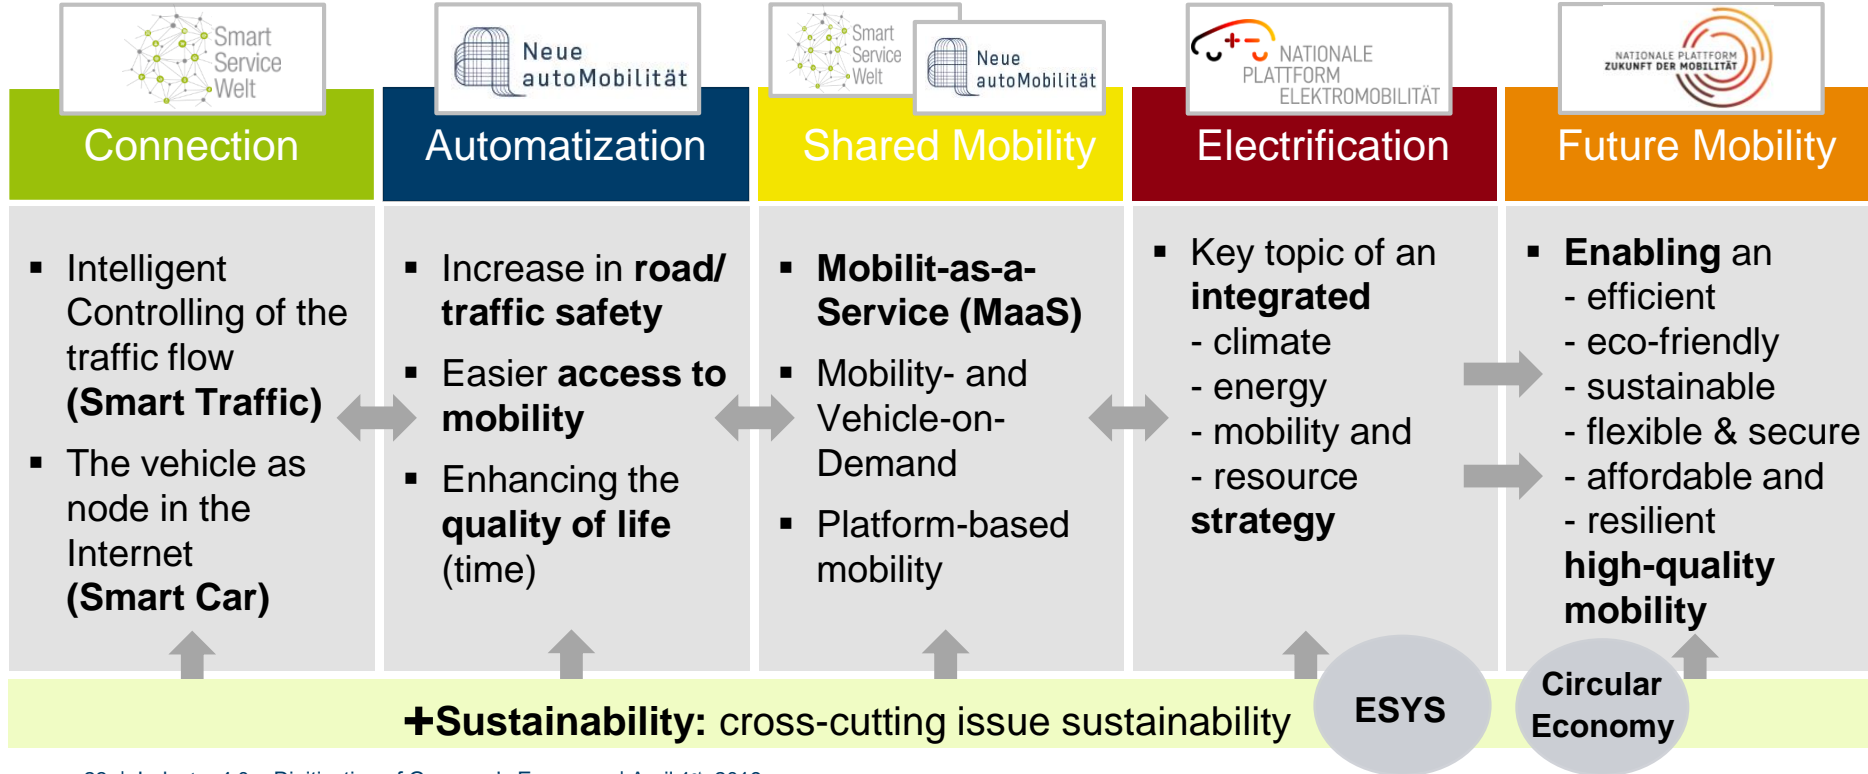 Smart
Service
Welt
Neue
autoMobilität
Smart
Service
Welt
Neue
autoMobilität
NATIONALE
PLATTFORM
ELEKTROMOBILITÄT
NATIONALE PLATTFORM
ZUKUNFT DER MOBILITÄT
Connection
Automatization
Shared Mobility
Electrification
Future Mobility
▪ Intelligent
Controlling of the
traffic flow
(Smart Traffic)
▪ The vehicle as
node in the
Internet
(Smart Car)
▪ Increase in road/
traffic safety
▪ Easier access to
mobility
▪ Enhancing the
quality of life
(time)
▪ Mobilit-as-a-
Service (MaaS)
▪ Mobility- and
Vehicle-on-
Demand
▪ Platform-based
mobility
▪ Key topic of an
integrated
- climate
- energy
- mobility and
- resource
strategy
▪ Enabling an
- efficient
- eco-friendly
- sustainable
- flexible & secure
- affordable and
- resilient
high-quality
mobility
+Sustainability: cross-cutting issue sustainability
ESYS
Circular
Economy